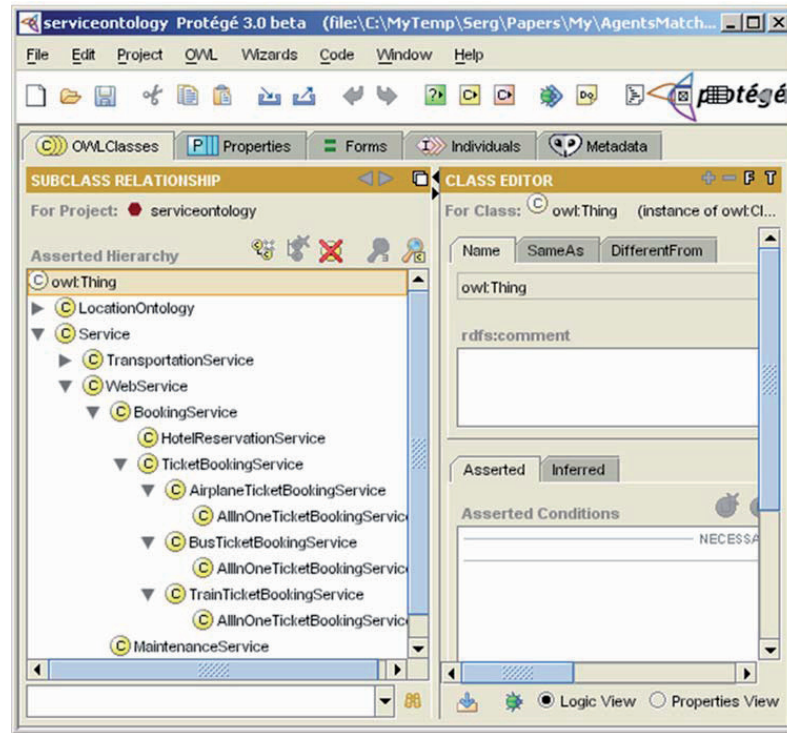 serviceontology Protégé 3.0 beta (file:\C:\MyTemp\Serg\Papers\My\AgentsMatch...
File Edit Project OWL Wizards Code Window Help
protégé
OWLClasses Properties Forms Individuals Metadata
SUBCLASS RELATIONSHIP
For Project: serviceontology
Asserted Hierarchy
owl:Thing
LocationOntology
Service
TransportationService
WebService
BookingService
HotelReservationService
TicketBookingService
AirplaneTicketBookingService
AllInOneTicketBookingServic
BusTicketBookingService
AllInOneTicketBookingServic
TrainTicketBookingService
AllInOneTicketBookingServic
MaintenanceService
CLASS EDITOR
For Class: owl:Thing (instance of owl:Cl...
Name SameAs DifferentFrom
owl:Thing
rdfs:comment
Asserted Inferred
Asserted Conditions
NECESSA
Logic View Properties View